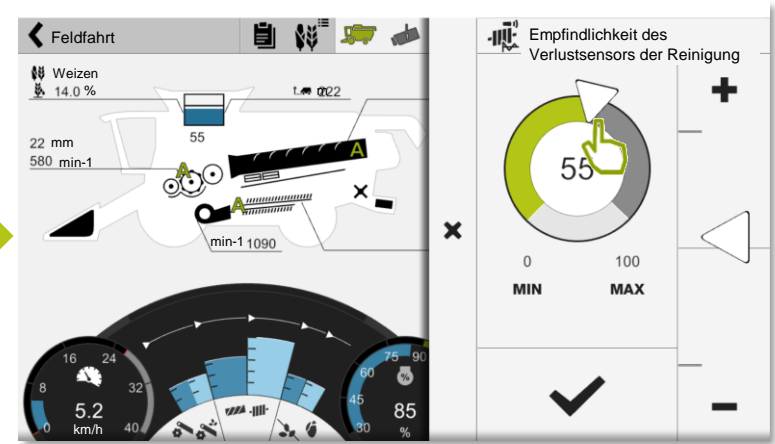 Feldfahrt
Weizen
14.0 %
55
22 mm
580 min-1
A
A
A
min-1 1090
8
16
24
32
40
0
5.2
km/h
30
45
60
75
90
%
85
%
Empfindlichkeit des
Verlustsensors der Reinigung
55
0
100
MIN
MAX